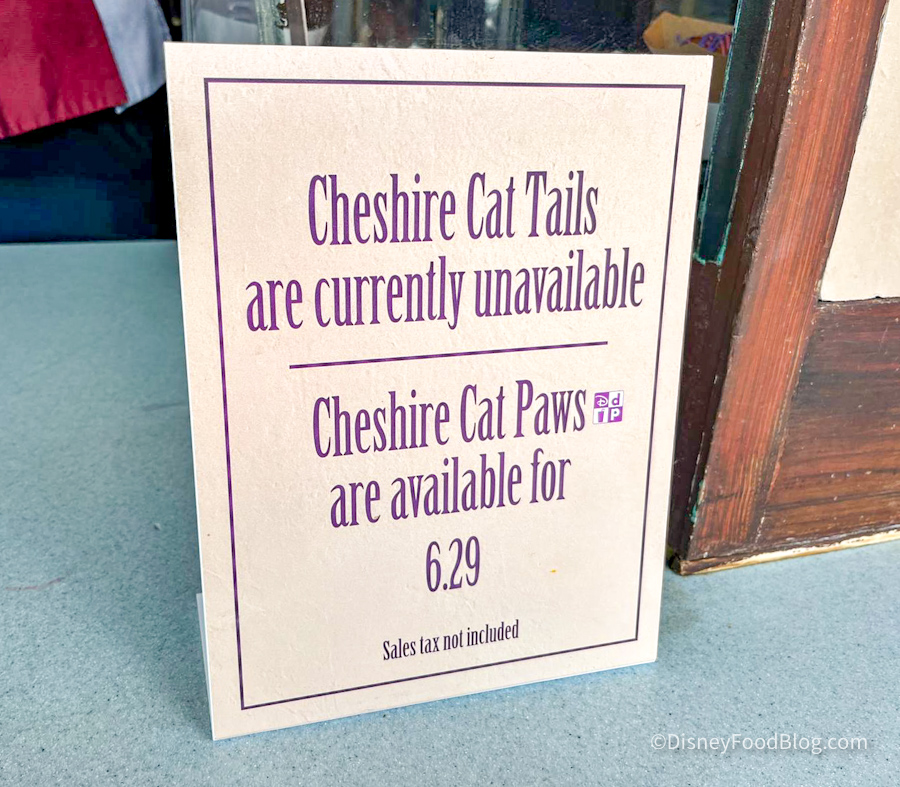 Cheshire Cat Tails
are currently unavailable
Cheshire Cat Paws
are available for
6.29
Sales tax not included
©DisneyFoodBlog.com